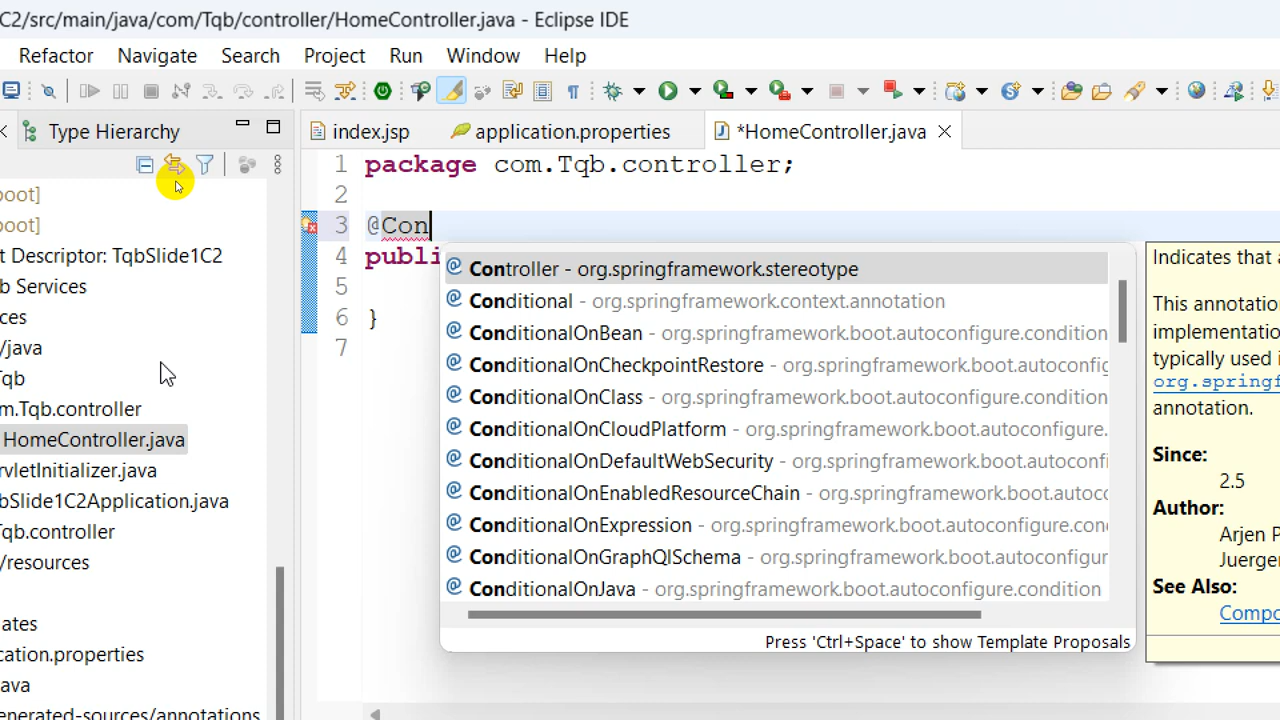 C2/src/main/java/com/Tqb/controller/HomeController.java - Eclipse IDE
Refactor Navigate Search Project Run Window Help
Type Hierarchy
index.jsp
application.properties
*HomeController.java
boot]
boot]
t Descriptor: TqbSlide1C2
b Services
ces
/java
Tqb
m.Tqb.controller
HomeController.java
rvletInitializer.java
bSlide1C2Application.java
Tqb.controller
/resources
ates
cation.properties
ava
enerated-sources/annotations
1 package com.Tqb.controller;
2
3 @Con
4 publi
5
6 }
7
Controller - org.springframework.stereotype
Conditional - org.springframework.context.annotation
ConditionalOnBean - org.springframework.boot.autoconfigure.condition
ConditionalOnCheckpointRestore - org.springframework.boot.autoconfig
ConditionalOnClass - org.springframework.boot.autoconfigure.condition
ConditionalOnCloudPlatform - org.springframework.boot.autoconfigure.
ConditionalOnDefaultWebSecurity - org.springframework.boot.autoconfi
ConditionalOnEnabledResourceChain - org.springframework.boot.autoc
ConditionalOnExpression - org.springframework.boot.autoconfigure.con
ConditionalOnGraphQlSchema - org.springframework.boot.autoconfigur
ConditionalOnJava - org.springframework.boot.autoconfigure.condition
Press 'Ctrl+Space' to show Template Proposals
Indicates that a
This annotatio
implementatio
typically used i
org.springf
annotation.
Since:
2.5
Author:
Arjen P
Juerge
See Also:
Compo